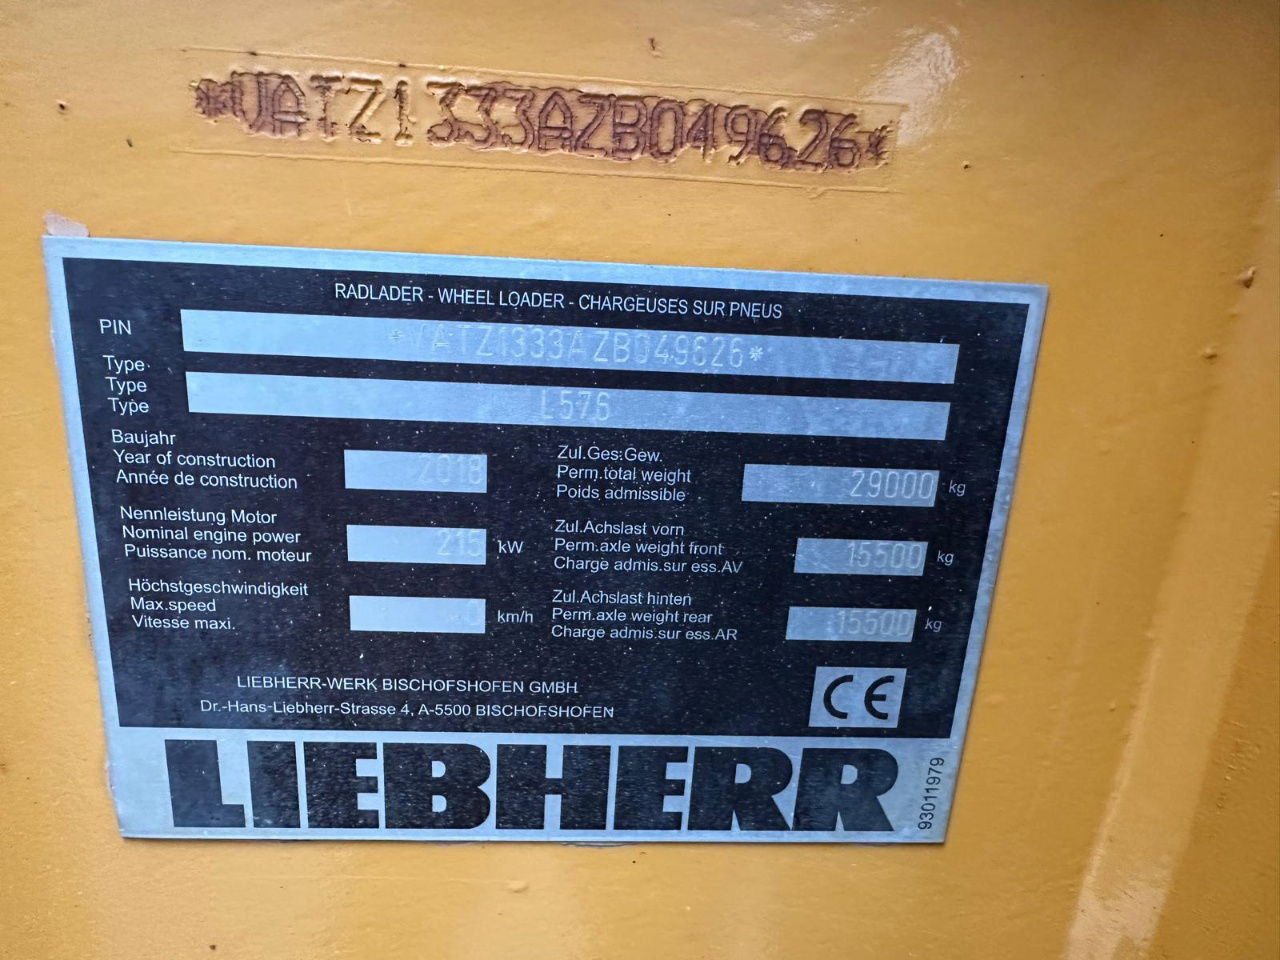 *VATZ1333AZB049626*
RADLADER - WHEEL LOADER - CHARGEUSES SUR PNEUS
PIN *VATZ1333AZB049626*
Type
Type L576
Type
Baujahr
Year of construction 2018
Année de construction
Zul.Ges.Gew.
Perm.total weight 29000 kg
Poids admissible
Nennleistung Motor
Nominal engine power 215 kW
Puissance nom. moteur
Zul.Achslast vorn
Perm.axle weight front 15500 kg
Charge admis.sur ess.AV
Höchstgeschwindigkeit
Max.speed km/h
Vitesse maxi.
Zul.Achslast hinten
Perm.axle weight rear 15500 kg
Charge admis.sur ess.AR
LIEBHERR-WERK BISCHOFSHOFEN GMBH
Dr.-Hans-Liebherr-Strasse 4, A-5500 BISCHOFSHOFEN
CE
LIEBHERR
93011979